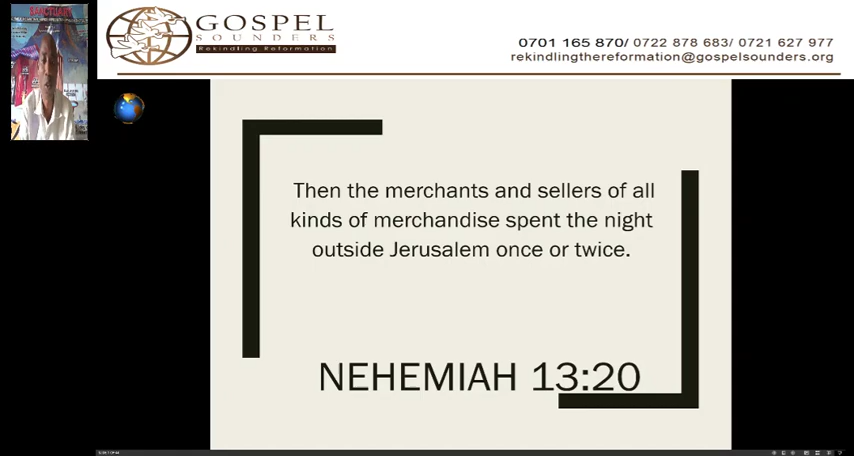 SANCTUARY
GOSPEL
SOUNDERS
Rekindling Reformation
0701 165 870/ 0722 878 683/ 0721 627 977
rekindlingthereformation@gospelsounders.org
Then the merchants and sellers of all
kinds of merchandise spent the night
outside Jerusalem once or twice.
NEHEMIAH 13:20